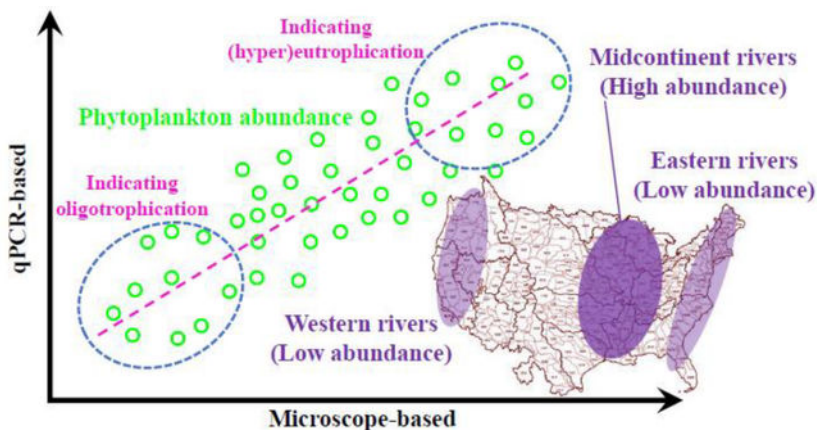 Indicating
(hyper)eutrophication
Midcontinent rivers
(High abundance)
Phytoplankton abundance
Eastern rivers
(Low abundance)
Indicating
oligotrophication
qPCR-based
Western rivers
(Low abundance)
Microscope-based